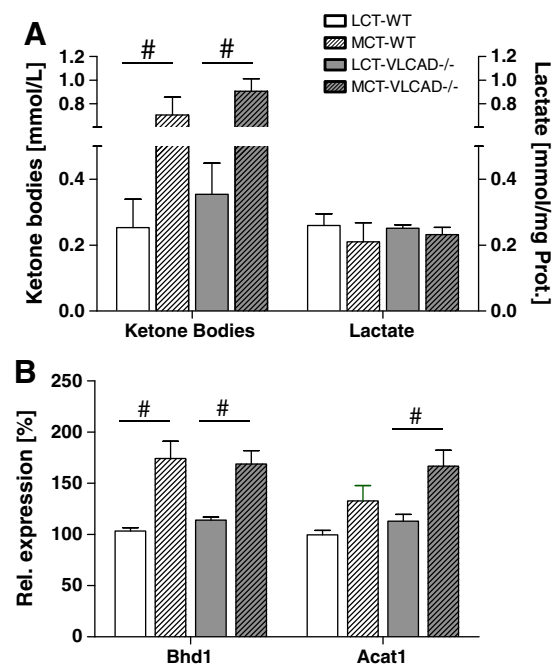 A
LCT-WT
MCT-WT
LCT-VLCAD-/-
MCT-VLCAD-/-
# #
Ketone bodies [mmol/L]
1.2
1.0
0.8
0.4
0.2
0.0
1.2
1.0
0.8
0.4
0.2
0.0
Lactate [mmol/mg Prot.]
Ketone Bodies Lactate
B
Rel. expression [%]
250
200
150
100
50
0
# # #
Bhd1 Acat1